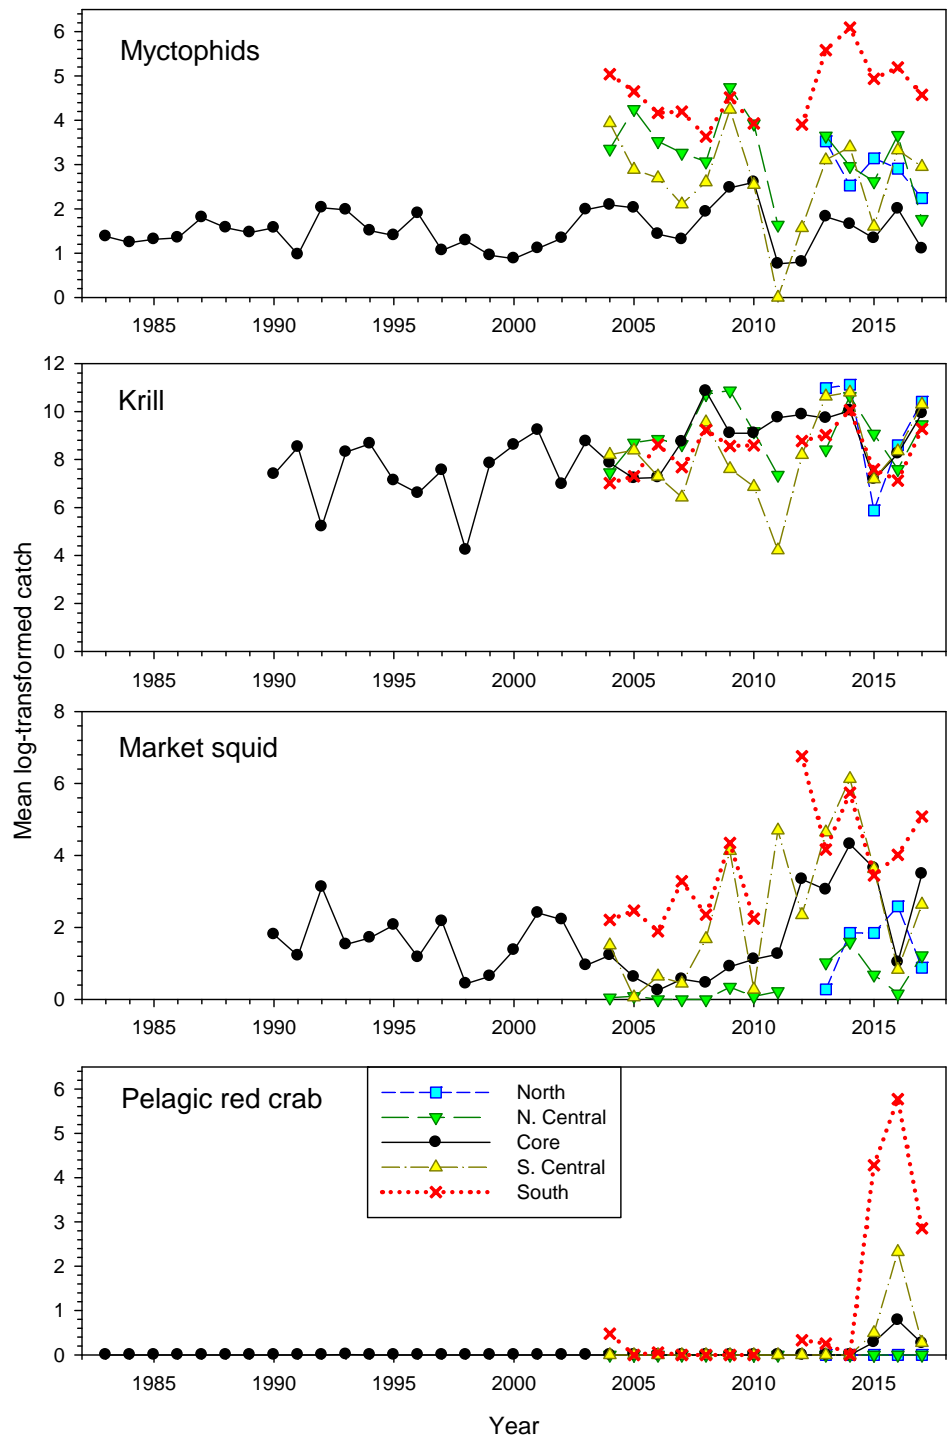 6
5
4
3
2
1
0
Myctophids
1985 1990 1995 2000 2005 2010 2015
12
10
8
6
4
2
0
Krill
1985 1990 1995 2000 2005 2010 2015
Mean log-transformed catch
8
6
4
2
0
Market squid
1985 1990 1995 2000 2005 2010 2015
6
5
4
3
2
1
0
Pelagic red crab
North
N. Central
Core
S. Central
South
1985 1990 1995 2000 2005 2010 2015
Year